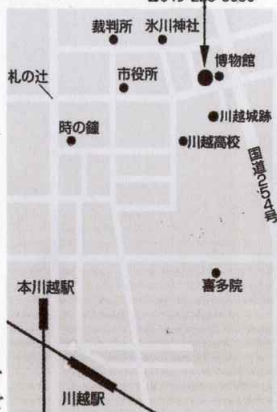 裁判所
氷川神社
博物館
札の辻
市役所
川越城跡
時の鐘
川越高校
国道254号
本川越駅
喜多院
川越駅